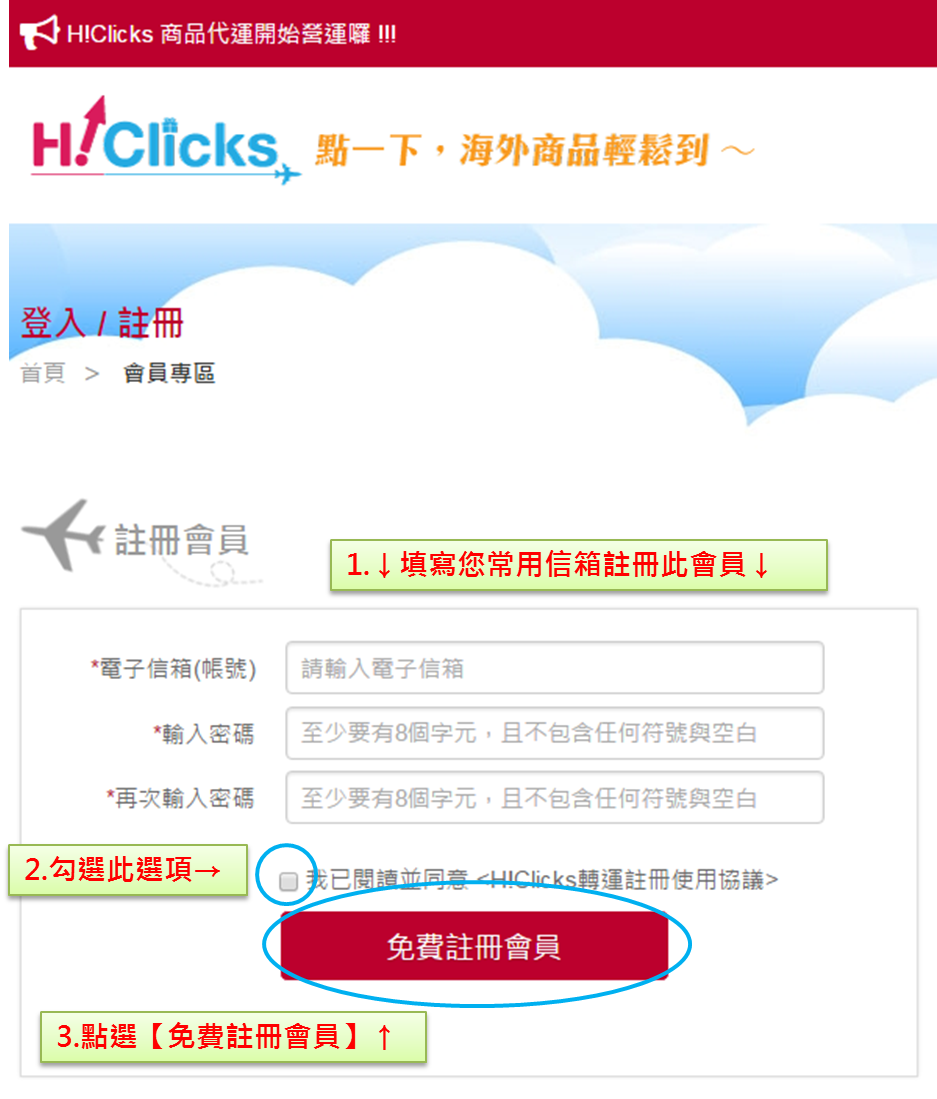 H!Clicks 商品代運開始營運囉 !!!
H!Clicks 點一下，海外商品輕鬆到～
登入 / 註冊
首頁 > 會員專區
註冊會員
1.↓填寫您常用信箱註冊此會員↓
*電子信箱(帳號) 請輸入電子信箱
*輸入密碼 至少要有8個字元，且不包含任何符號與空白
*再次輸入密碼 至少要有8個字元，且不包含任何符號與空白
2.勾選此選項→
我已閱讀並同意 <H!Clicks轉運註冊使用協議>
免費註冊會員
3.點選【免費註冊會員】↑